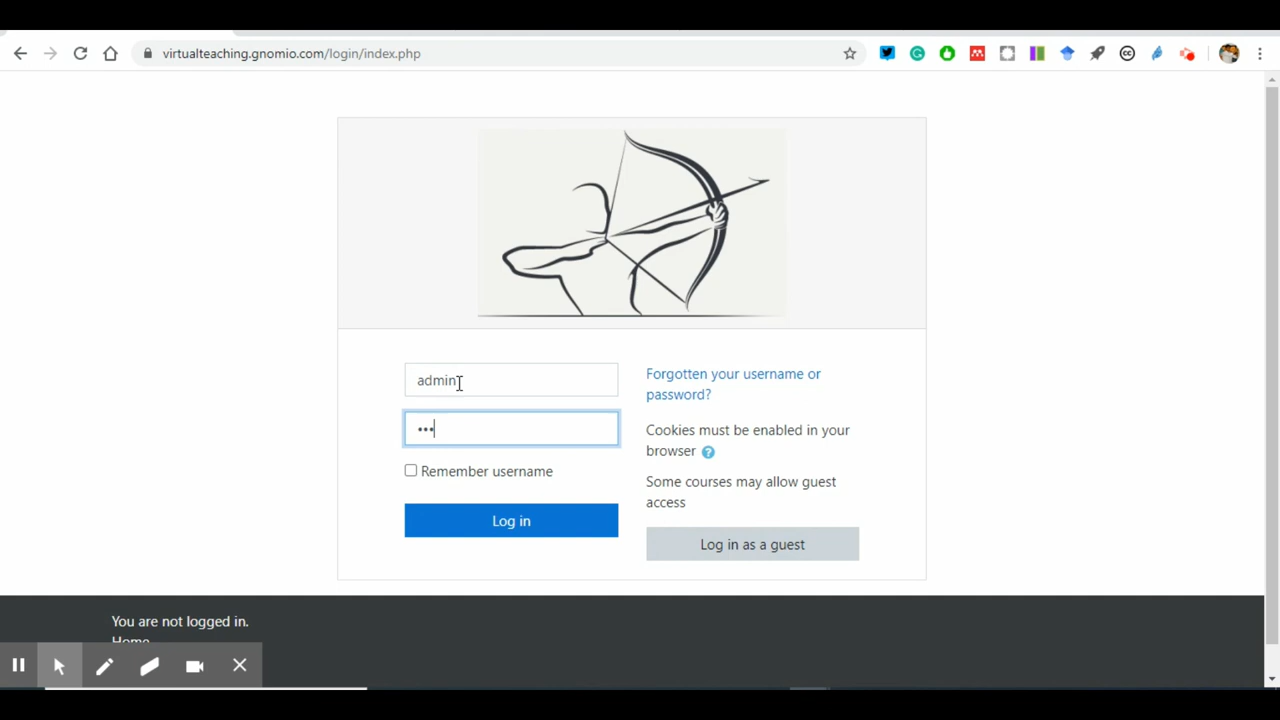 virtualteaching.gnomio.com/login/index.php
admin
•••
Remember username
Log in
Forgotten your username or
password?
Cookies must be enabled in your
browser
Some courses may allow guest
access
Log in as a guest
You are not logged in.
Home